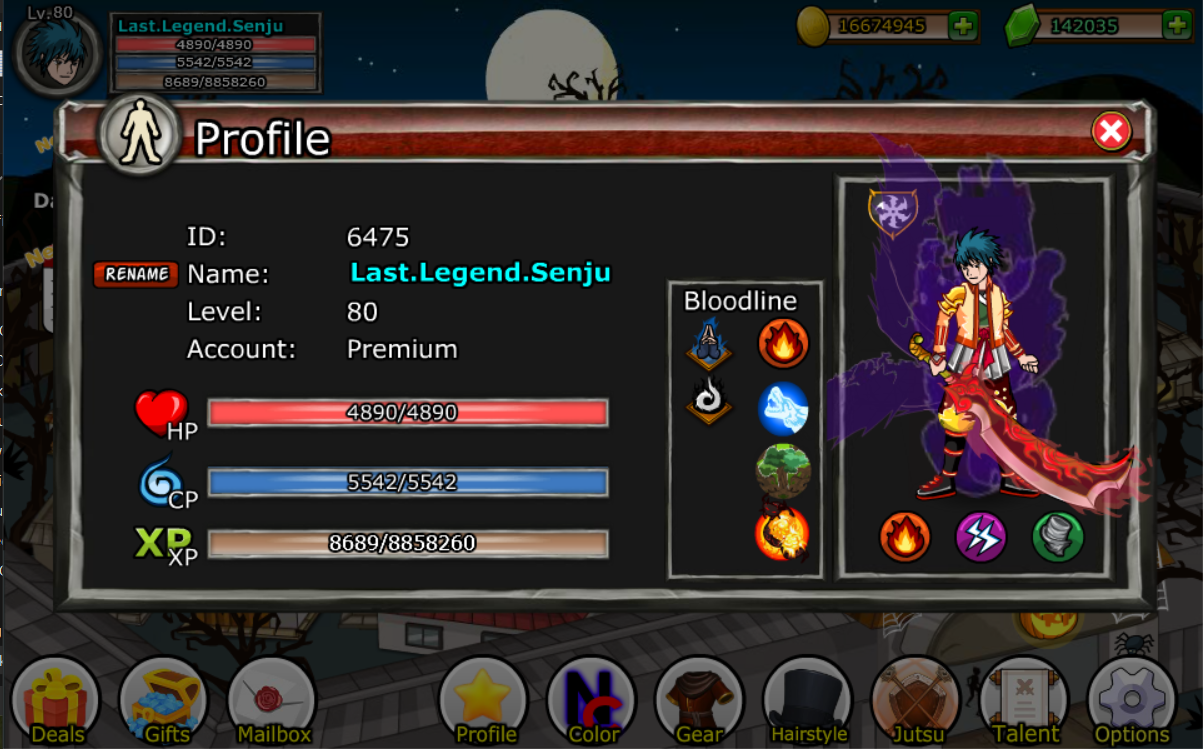 Lv.80
Last.Legend.Senju
4890/4890
5542/5542
8689/8858260
16674945
142035
Profile
ID: 6475
RENAME Name: Last.Legend.Senju
Level: 80
Account: Premium
HP 4890/4890
CP 5542/5542
XP XP 8689/8858260
Bloodline
Deals
Gifts
Mailbox
Profile
Color
Gear
Hairstyle
Jutsu
Talent
Options